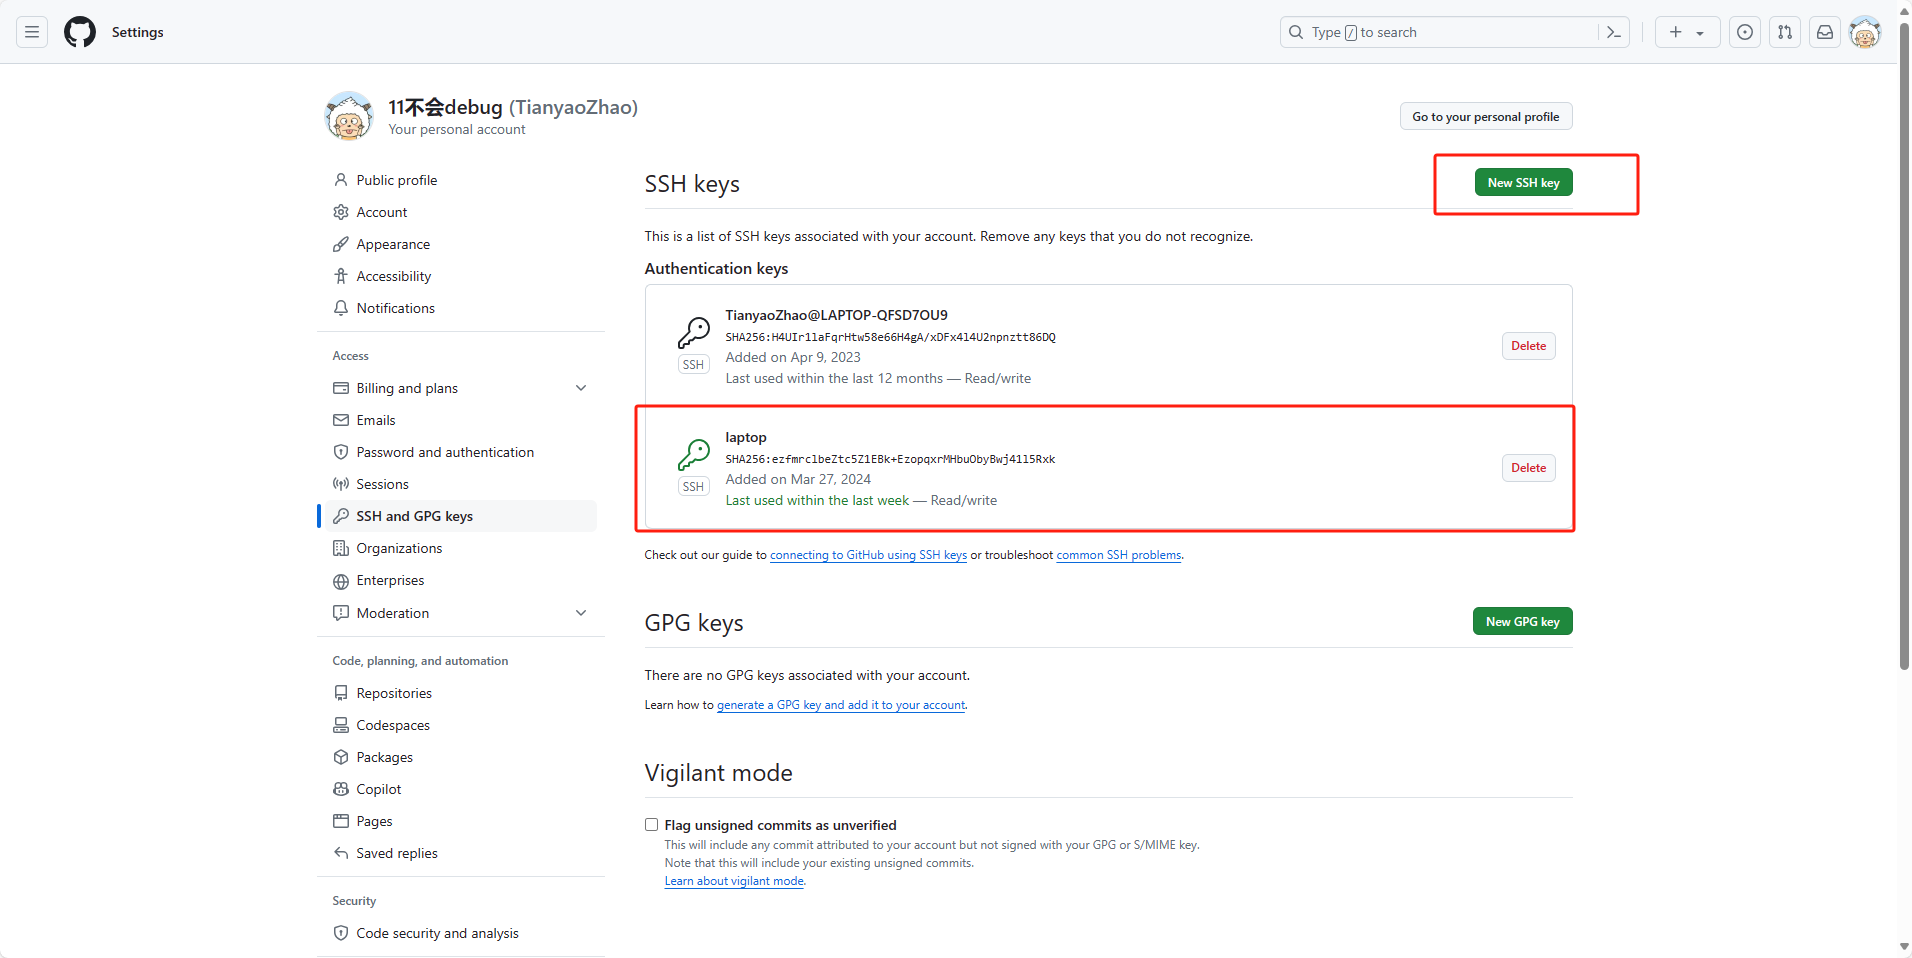 Settings
Type / to search
11不会debug (TianyaoZhao)
Your personal account
Go to your personal profile
Public profile
Account
Appearance
Accessibility
Notifications
Access
Billing and plans
Emails
Password and authentication
Sessions
SSH and GPG keys
Organizations
Enterprises
Moderation
Code, planning, and automation
Repositories
Codespaces
Packages
Copilot
Pages
Saved replies
Security
Code security and analysis
SSH keys
New SSH key
This is a list of SSH keys associated with your account. Remove any keys that you do not recognize.
Authentication keys
TianyaoZhao@LAPTOP-QFSD7OU9
SHA256:H4UIr1laFqrHtw58e66H4gA/xDFx4l4U2npnztt86DQ
Added on Apr 9, 2023
Last used within the last 12 months — Read/write
SSH
Delete
laptop
SHA256:ezfmrclbeZtc5Z1EBk+EzopqxrMHbuObyBwj41l5Rxk
Added on Mar 27, 2024
Last used within the last week — Read/write
SSH
Delete
Check out our guide to connecting to GitHub using SSH keys or troubleshoot common SSH problems.
GPG keys
New GPG key
There are no GPG keys associated with your account.
Learn how to generate a GPG key and add it to your account.
Vigilant mode
Flag unsigned commits as unverified
This will include any commit attributed to your account but not signed with your GPG or S/MIME key.
Note that this will include your existing unsigned commits.
Learn about vigilant mode.